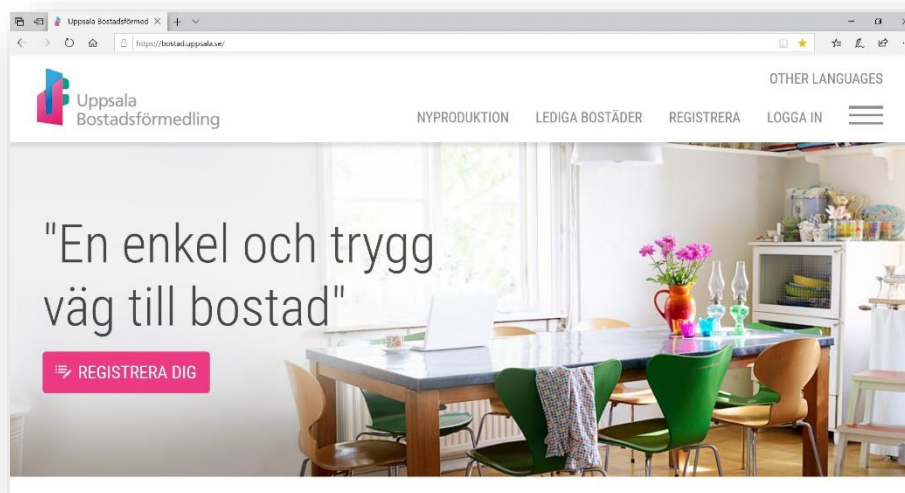 Uppsala Bostadsförmed
https://bostad.uppsala.se/
Uppsala
Bostadsförmedling
OTHER LANGUAGES
NYPRODUKTION LEDIGA BOSTÄDER REGISTRERA LOGGA IN
"En enkel och trygg
väg till bostad"
REGISTRERA DIG